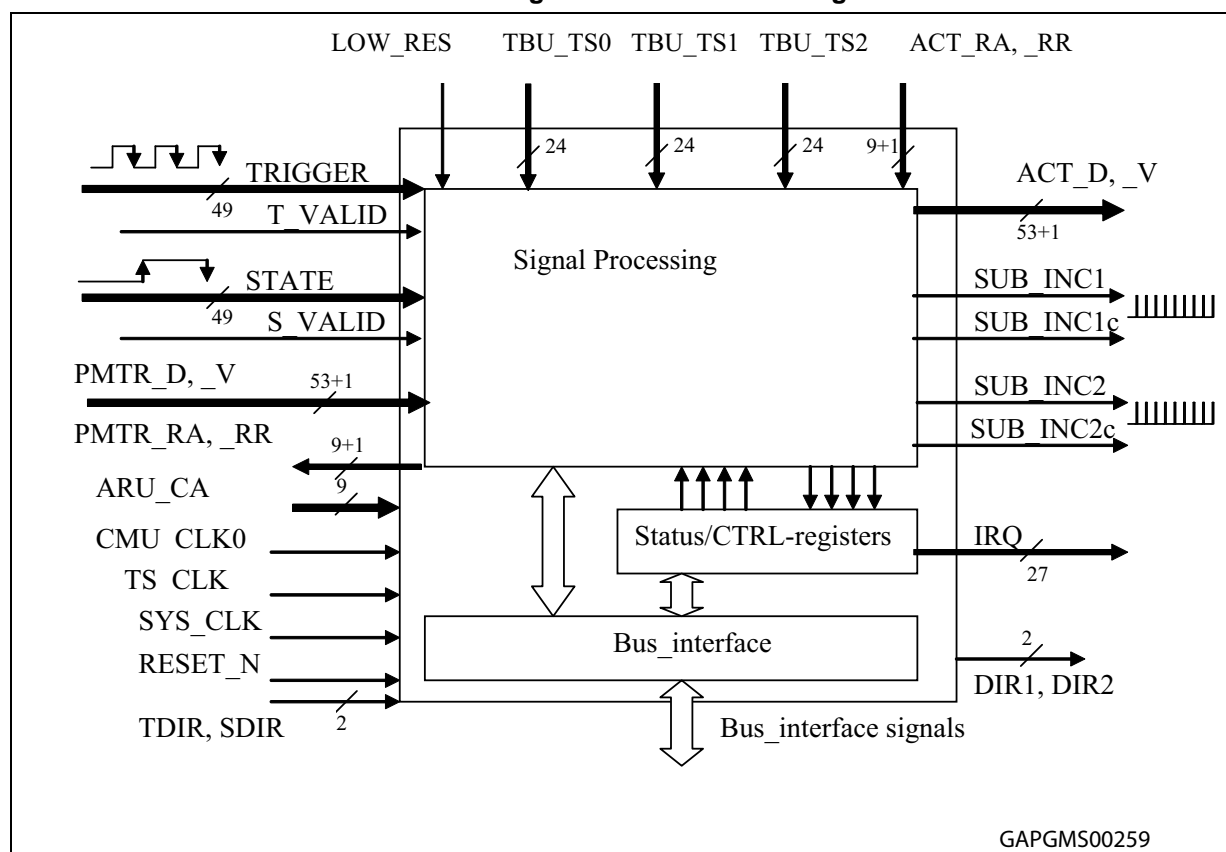 LOW_RES TBU_TS0 TBU_TS1 TBU_TS2 ACT_RA, _RR
24 24 24 9+1
TRIGGER
49
T_VALID
STATE
49
S_VALID
PMTR_D, _V
53+1
PMTR_RA, _RR
9+1
ARU_CA
9
CMU_CLK0
TS_CLK
SYS_CLK
RESET_N
TDIR, SDIR
2
Signal Processing
Status/CTRL-registers
Bus_interface
Bus_interface signals
ACT_D, _V
53+1
SUB_INC1
SUB_INC1c
SUB_INC2
SUB_INC2c
IRQ
27
2
DIR1, DIR2
GAPGMS00259